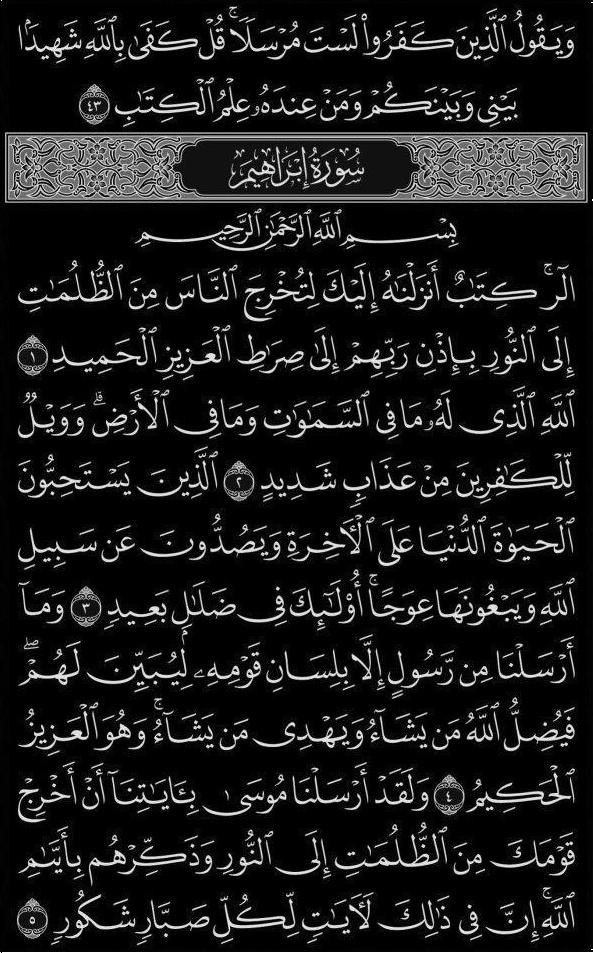 وَيَقُولُ ٱلَّذِينَ كَفَرُواْ لَسْتَ مُرْسَلًاۚ قُلْ كَفَىٰ بِٱللَّهِ شَهِيدًۢا
بَيْنِي وَبَيْنَكُمْ وَمَنْ عِندَهُۥ عِلْمُ ٱلْكِتَٰبِ ٤٣
سُورَةُ إِبْرَاهِيمَ
بِسْمِ ٱللَّهِ ٱلرَّحْمَٰنِ ٱلرَّحِيمِ
الٓرۚ كِتَٰبٌ أَنزَلْنَٰهُ إِلَيْكَ لِتُخْرِجَ ٱلنَّاسَ مِنَ ٱلظُّلُمَٰتِ
إِلَى ٱلنُّورِ بِإِذْنِ رَبِّهِمْ إِلَىٰ صِرَٰطِ ٱلْعَزِيزِ ٱلْحَمِيدِ ١
ٱللَّهِ ٱلَّذِي لَهُۥ مَا فِي ٱلسَّمَٰوَٰتِ وَمَا فِي ٱلْأَرْضِۗ وَوَيْلٌ
لِّلْكَٰفِرِينَ مِنْ عَذَابٍ شَدِيدٍ ٢ ٱلَّذِينَ يَسْتَحِبُّونَ
ٱلْحَيَوٰةَ ٱلدُّنْيَا عَلَى ٱلْأٓخِرَةِ وَيَصُدُّونَ عَن سَبِيلِ
ٱللَّهِ وَيَبْغُونَهَا عِوَجًاۚ أُوْلَٰٓئِكَ فِي ضَلَٰلِۭ بَعِيدٍ ٣ وَمَآ
أَرْسَلْنَا مِن رَّسُولٍ إِلَّا بِلِسَانِ قَوْمِهِۦ لِيُبَيِّنَ لَهُمْۖ
فَيُضِلُّ ٱللَّهُ مَن يَشَآءُ وَيَهْدِي مَن يَشَآءُۚ وَهُوَ ٱلْعَزِيزُ
ٱلْحَكِيمُ ٤ وَلَقَدْ أَرْسَلْنَا مُوسَىٰ بِـَٔايَٰتِنَآ أَنْ أَخْرِجْ
قَوْمَكَ مِنَ ٱلظُّلُمَٰتِ إِلَى ٱلنُّورِ وَذَكِّرْهُم بِأَيَّىٰمِ
ٱللَّهِۚ إِنَّ فِي ذَٰلِكَ لَأٓيَٰتٍ لِّكُلِّ صَبَّارٍ شَكُورٍ ٥